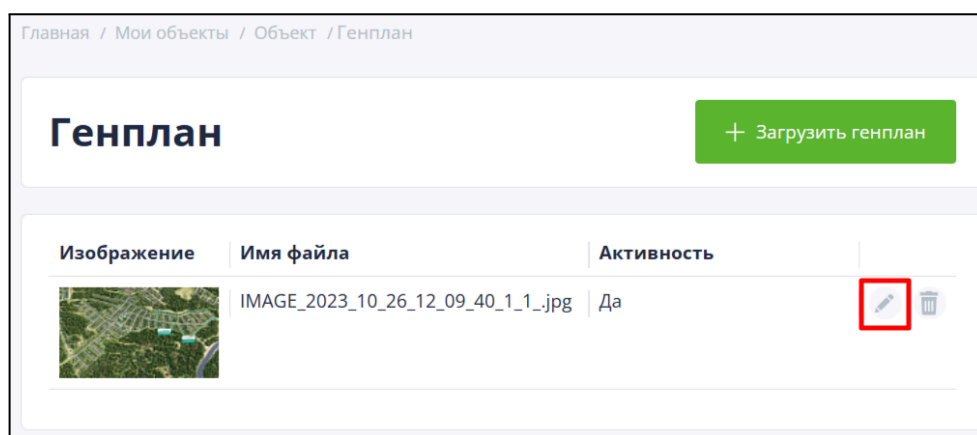 Главная / Мои объекты / Объект / Генплан
Генплан
+ Загрузить генплан
Изображение Имя файла Активность
IMAGE_2023_10_26_12_09_40_1_1_.jpg Да